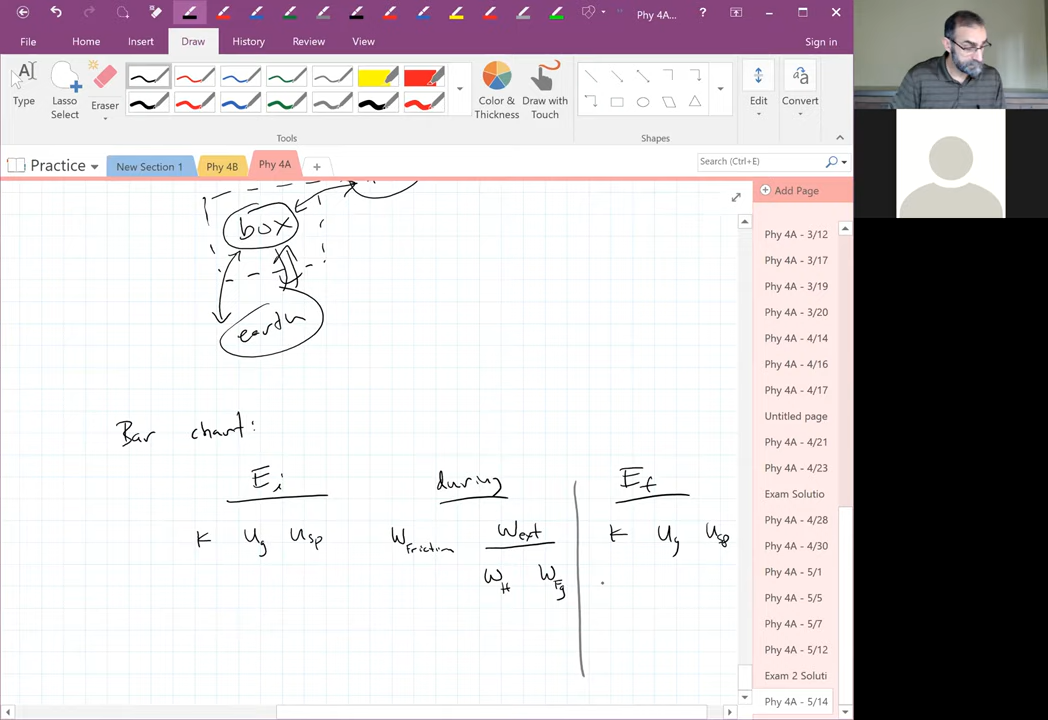 Phy 4A...
?
File
Home
Insert
Draw
History
Review
View
Sign in
Type
Lasso Select
Eraser
Color & Thickness
Draw with Touch
Edit
Convert
Tools
Shapes
Practice
New Section 1
Phy 4B
Phy 4A
+
Search (Ctrl+E)
Add Page
Phy 4A - 3/12
Phy 4A - 3/17
Phy 4A - 3/19
Phy 4A - 3/20
Phy 4A - 4/14
Phy 4A - 4/16
Phy 4A - 4/17
Untitled page
Phy 4A - 4/21
Phy 4A - 4/23
Exam Solutio
Phy 4A - 4/28
Phy 4A - 4/30
Phy 4A - 5/1
Phy 4A - 5/5
Phy 4A - 5/7
Phy 4A - 5/12
Exam 2 Soluti
Phy 4A - 5/14
box
earth
Bar chart:
Ei during Ef
K Ug Usp Wfriction Wext K Ug Usp
WH WFg